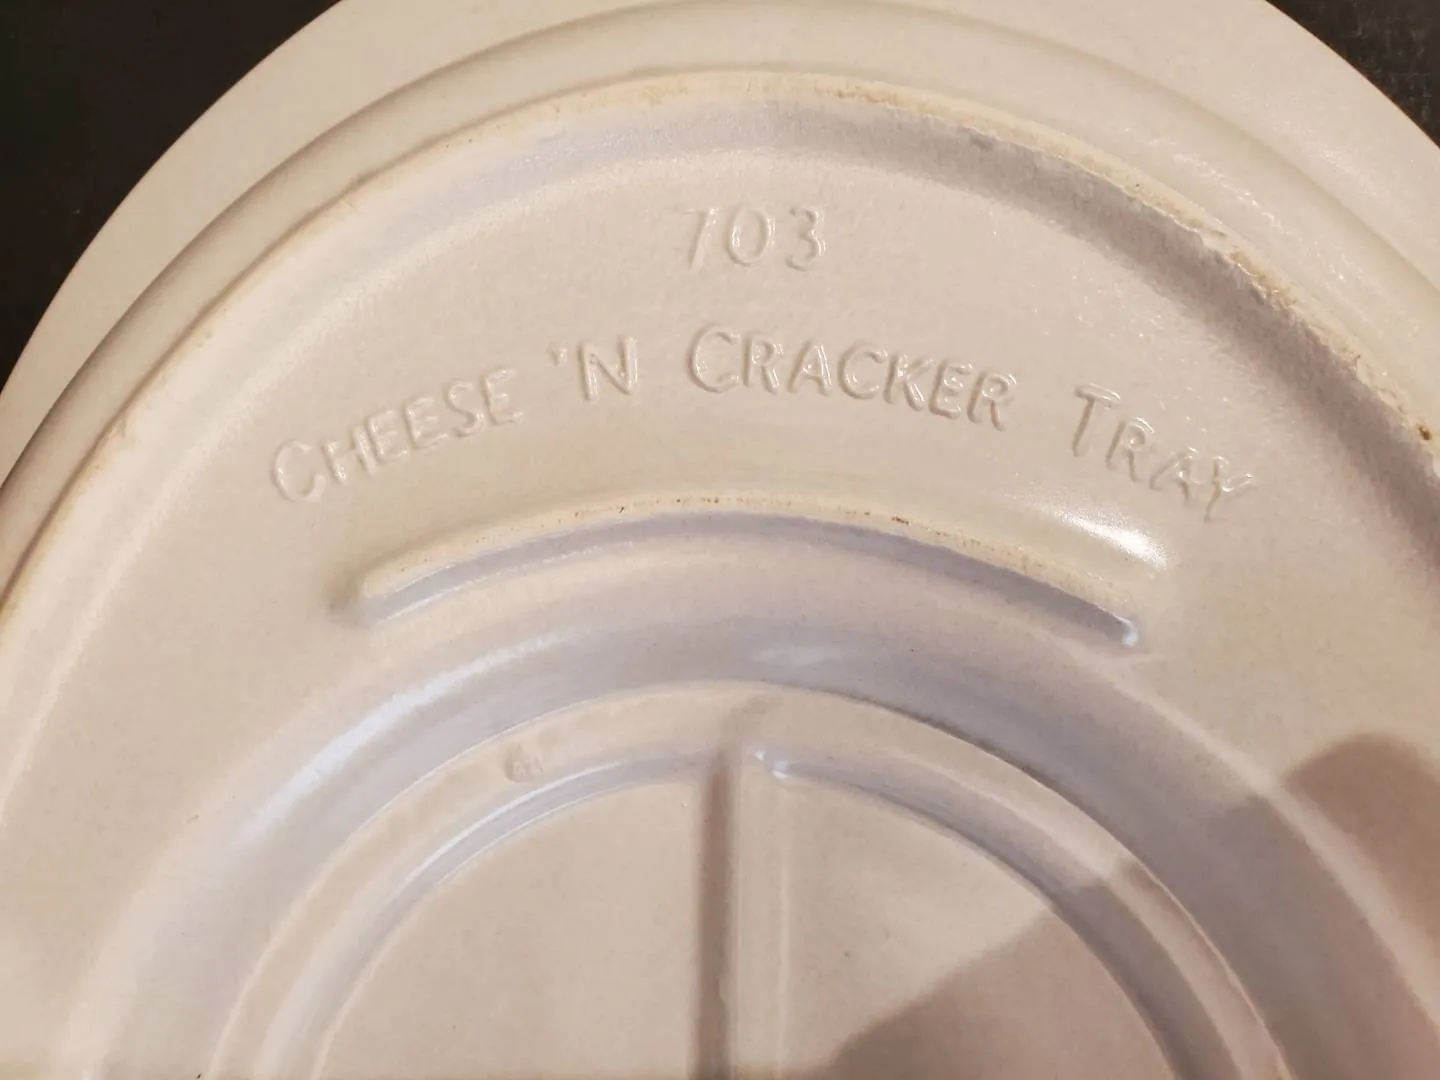 703
CHEESE 'N CRACKER TRAY